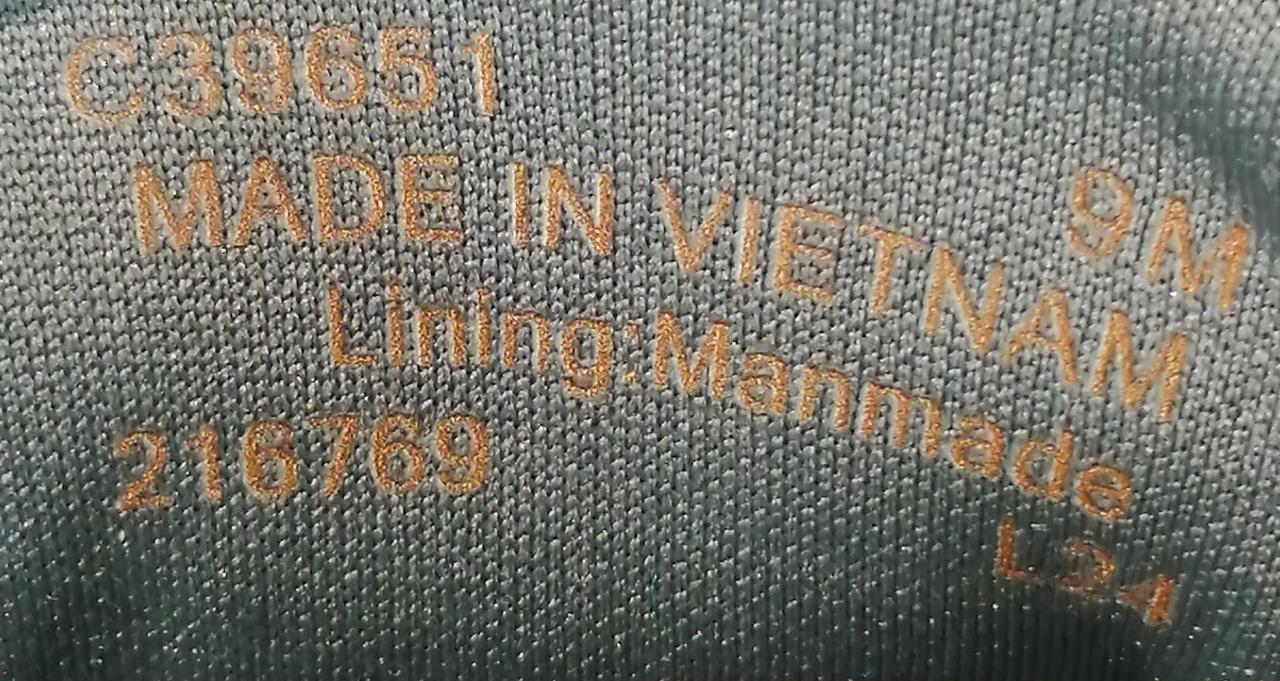 C39651
9M
MADE IN VIETNAM
Lining:Manmade
216769
L24